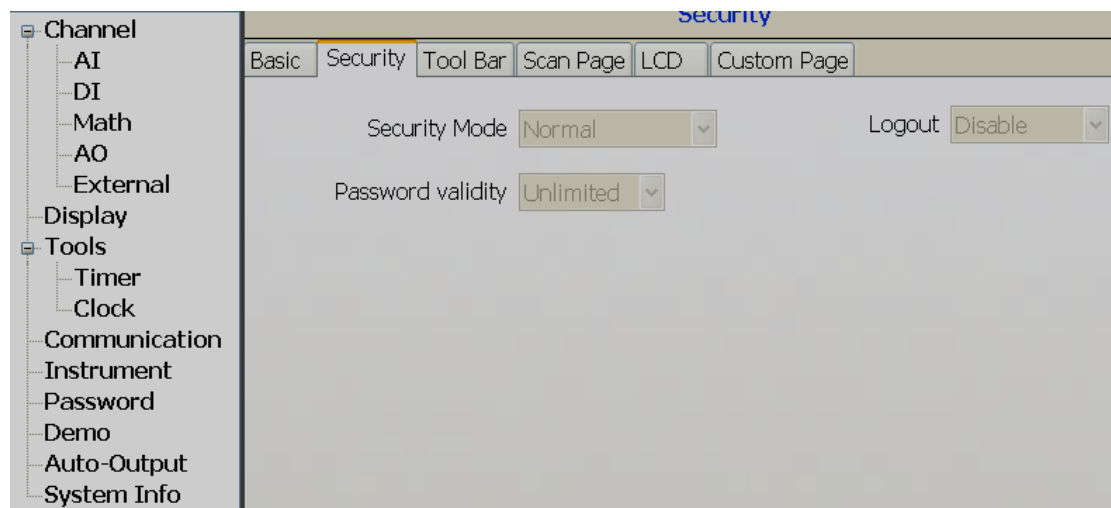 Security
Channel
AI
DI
Math
AO
External
Display
Tools
Timer
Clock
Communication
Instrument
Password
Demo
Auto-Output
System Info
Basic Security Tool Bar Scan Page LCD Custom Page
Security Mode Normal Logout Disable
Password validity Unlimited